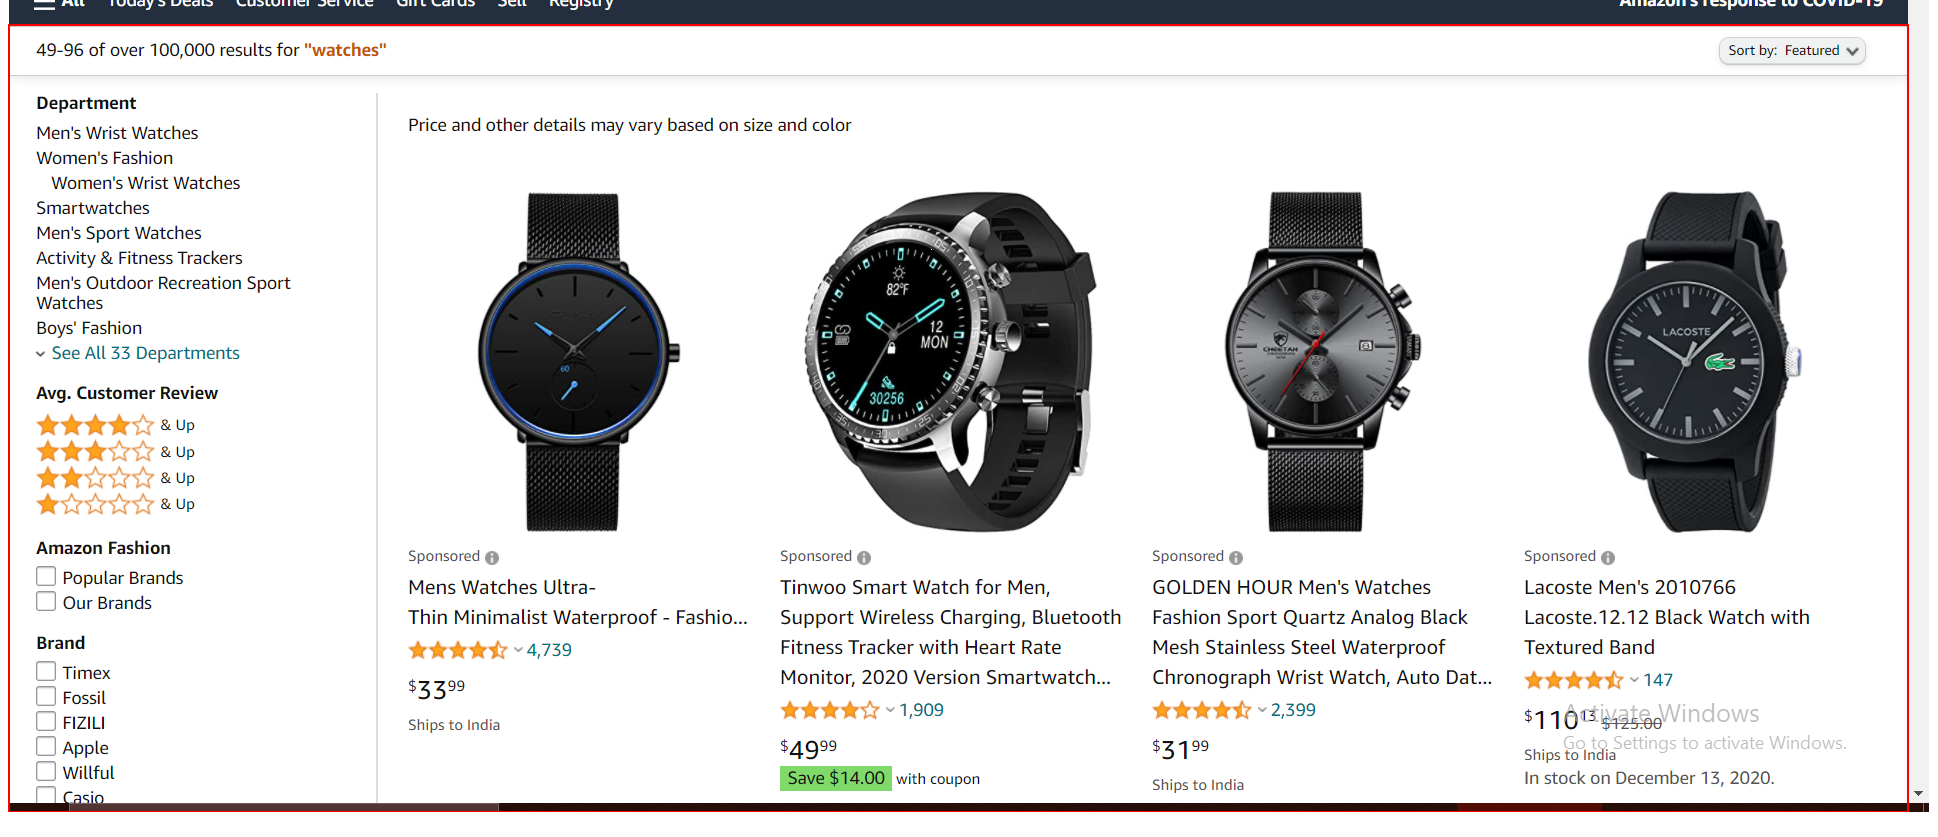 All Today's Deals Customer Service Gift Cards Sell Registry Amazon's response to COVID-19
49-96 of over 100,000 results for "watches"
Sort by: Featured
Department
Men's Wrist Watches
Women's Fashion
Women's Wrist Watches
Smartwatches
Men's Sport Watches
Activity & Fitness Trackers
Men's Outdoor Recreation Sport
Watches
Boys' Fashion
See All 33 Departments
Avg. Customer Review
& Up
& Up
& Up
& Up
Amazon Fashion
Popular Brands
Our Brands
Brand
Timex
Fossil
FIZILI
Apple
Willful
Casio
Price and other details may vary based on size and color
60
Sponsored
Mens Watches Ultra-
Thin Minimalist Waterproof - Fashio...
4,739
$33.99
Ships to India
82°F
12
MON
30256
Sponsored
Tinwoo Smart Watch for Men,
Support Wireless Charging, Bluetooth
Fitness Tracker with Heart Rate
Monitor, 2020 Version Smartwatch...
1,909
$49.99
Save $14.00 with coupon
CHEETAH
8
Sponsored
GOLDEN HOUR Men's Watches
Fashion Sport Quartz Analog Black
Mesh Stainless Steel Waterproof
Chronograph Wrist Watch, Auto Dat...
2,399
$31.99
Ships to India
LACOSTE
Sponsored
Lacoste Men's 2010766
Lacoste.12.12 Black Watch with
Textured Band
147
$110.13 $125.00
Ships to India
In stock on December 13, 2020.
Activate Windows
Go to Settings to activate Windows.